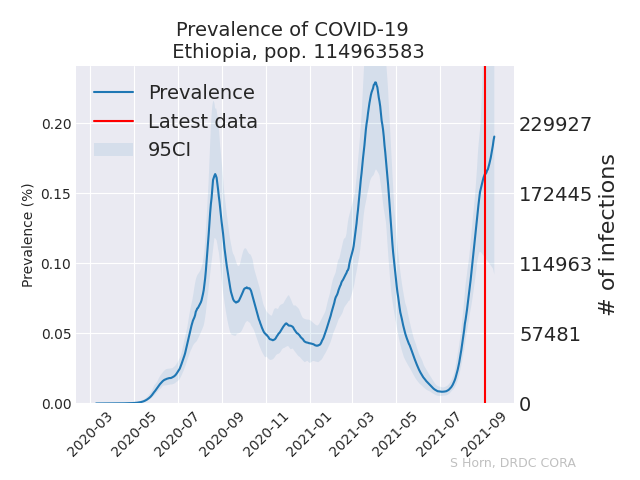 Prevalence of COVID-19
Ethiopia, pop. 114963583
Prevalence
Latest data
95CI
Prevalence (%)
0.20
0.15
0.10
0.05
0.00
229927
172445
114963
57481
0
# of infections
2020-03
2020-05
2020-07
2020-09
2020-11
2021-01
2021-03
2021-05
2021-07
2021-09
S Horn, DRDC CORA